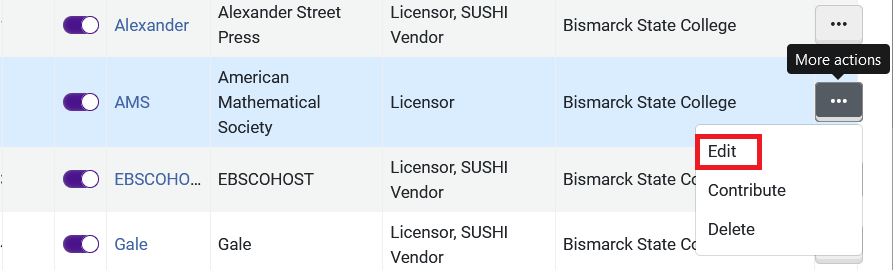 Alexander Alexander Street Press Licensor, SUSHI Vendor Bismarck State College ...
More actions
AMS American Mathematical Society Licensor Bismarck State College ...
Edit
EBSCOHO... EBSCOHOST Licensor, SUSHI Vendor Bismarck State Co
Contribute
Delete
Gale Gale Licensor, SUSHI Vendor Bismarck State Co